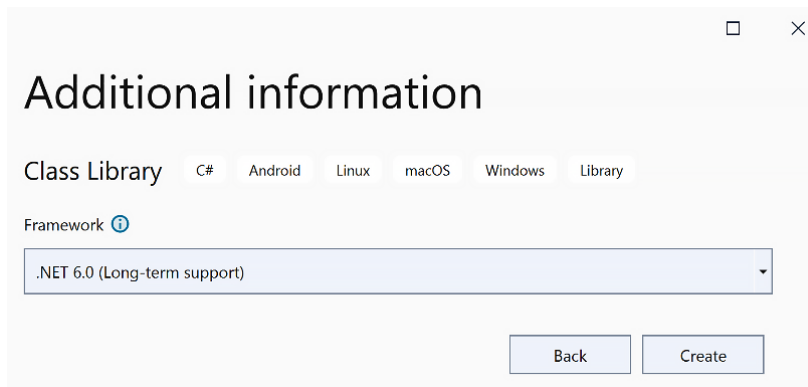 Additional information
Class Library C# Android Linux macOS Windows Library
Framework
.NET 6.0 (Long-term support)
Back Create